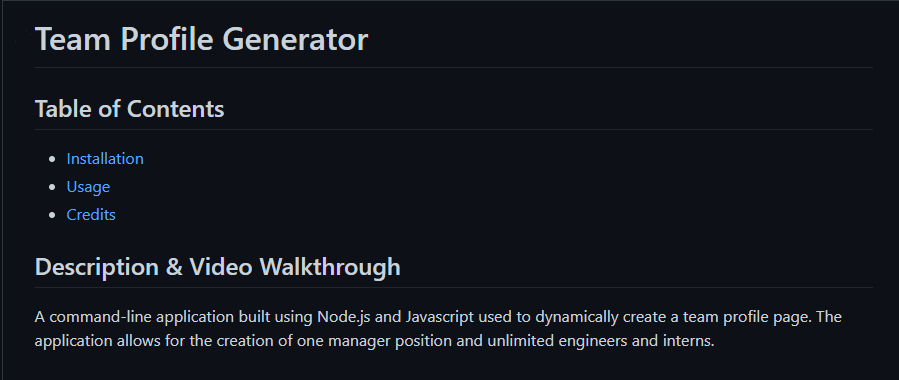 Team Profile Generator
Table of Contents
Installation
Usage
Credits
Description & Video Walkthrough
A command-line application built using Node.js and Javascript used to dynamically create a team profile page. The
application allows for the creation of one manager position and unlimited engineers and interns.